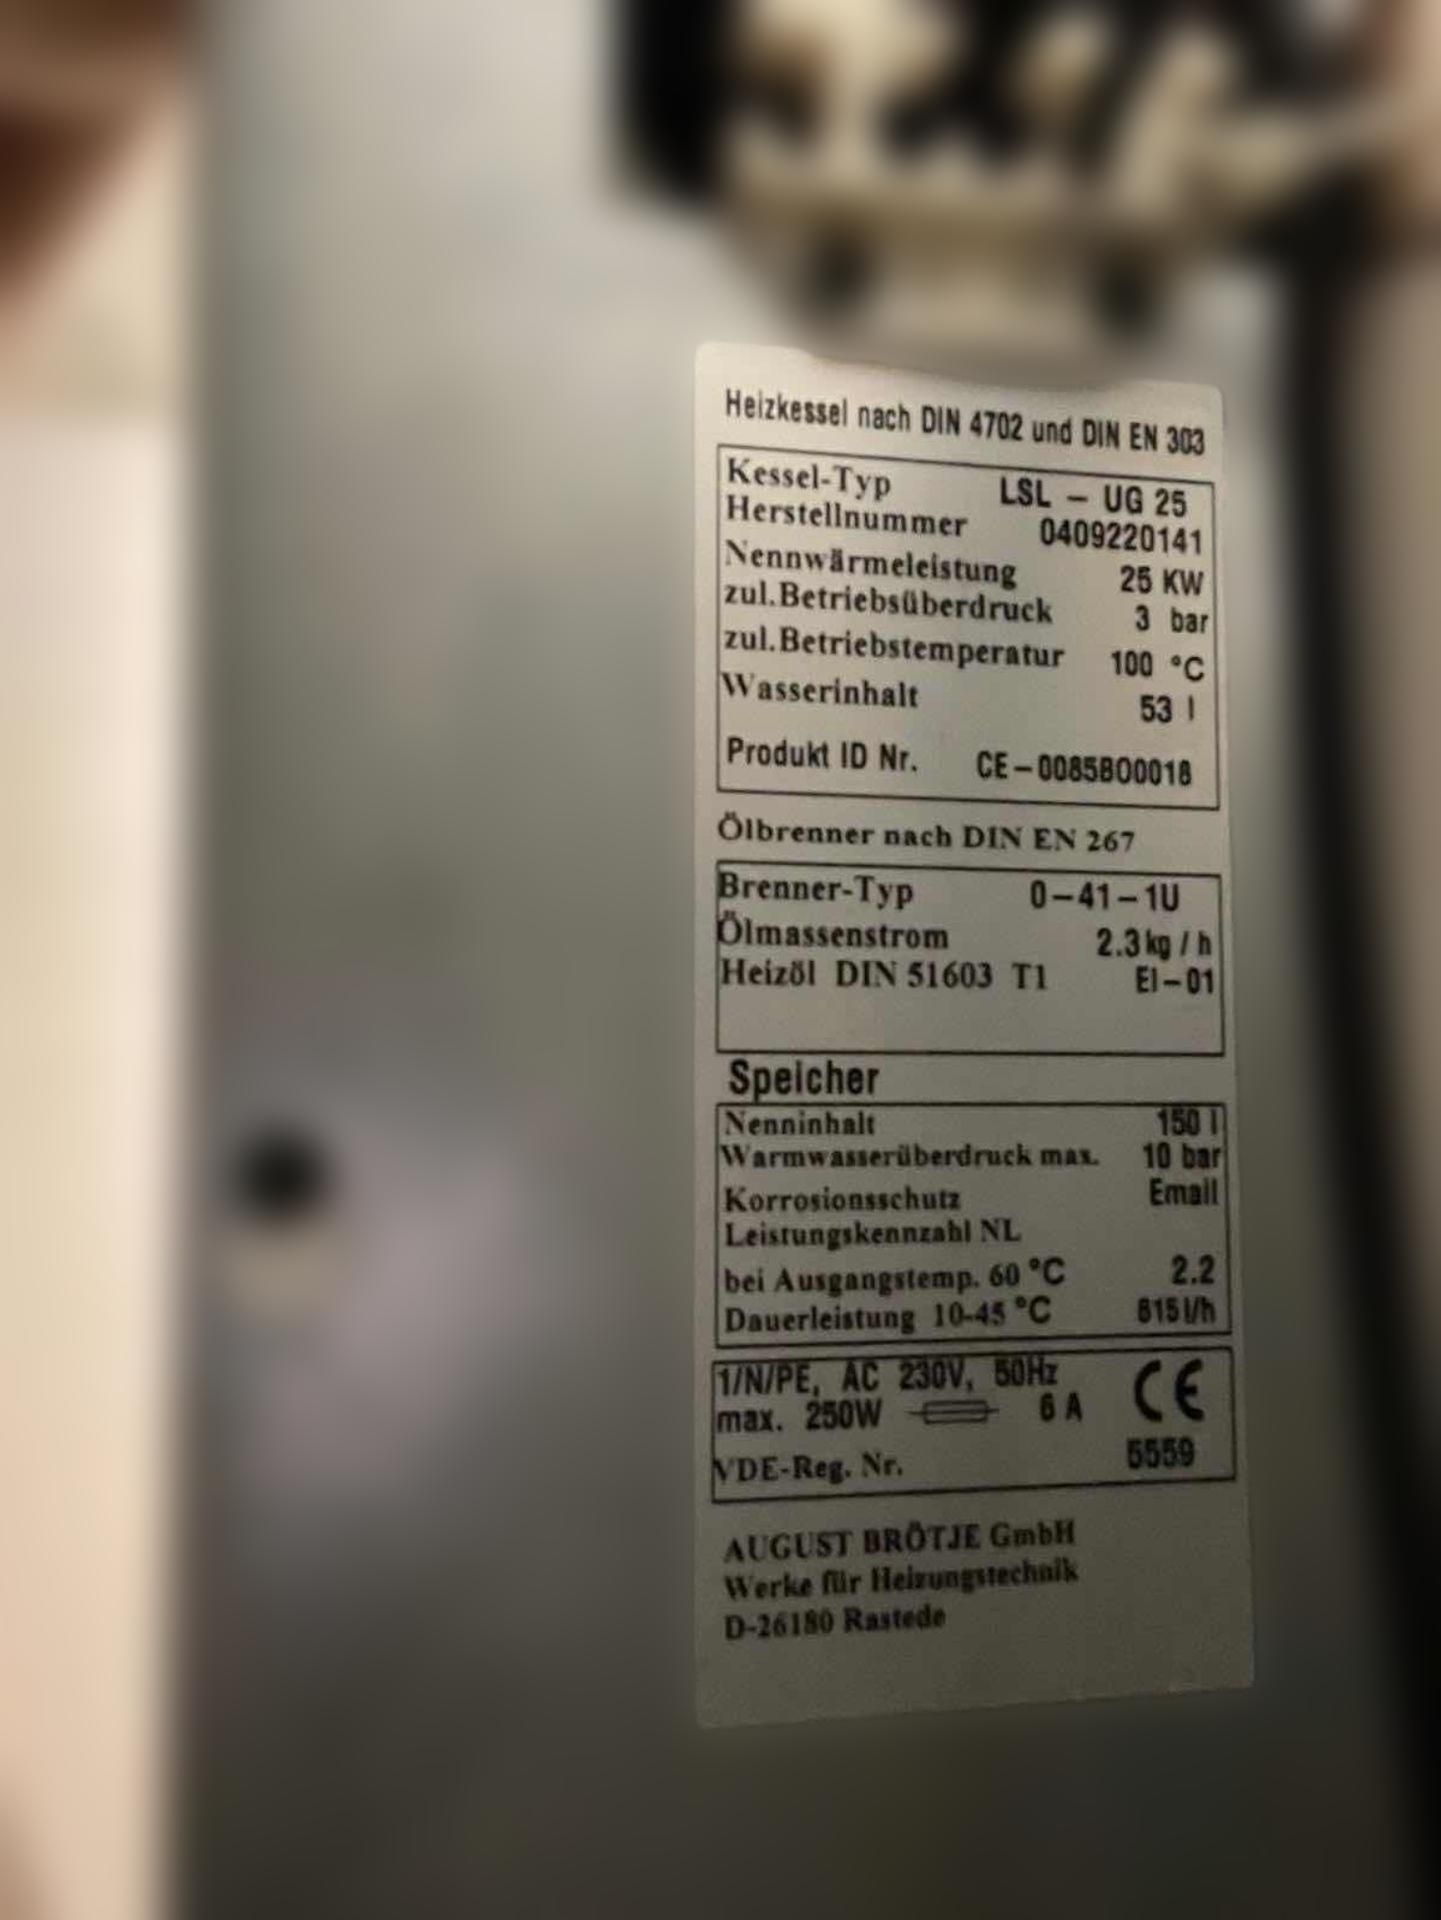 Heizkessel nach DIN 4702 und DIN EN 303
Kessel-Typ LSL – UG 25
Herstellnummer 0409220141
Nennwärmeleistung 25 KW
zul.Betriebsüberdruck 3 bar
zul.Betriebstemperatur 100 °C
Wasserinhalt 53 l
Produkt ID Nr. CE–0085BO0018
Ölbrenner nach DIN EN 267
Brenner-Typ 0–41–1U
Ölmassenstrom 2.3 kg / h
Heizöl DIN 51603 T1 El–01
Speicher
Nenninhalt 150 l
Warmwasserüberdruck max. 10 bar
Korrosionsschutz Email
Leistungskennzahl NL
bei Ausgangstemp. 60 °C 2.2
Dauerleistung 10-45 °C 615 l/h
1/N/PE, AC 230V, 50Hz CE
max. 250W 6 A
VDE-Reg. Nr. 5559
AUGUST BRÖTJE GmbH
Werke für Heizungstechnik
D-26180 Rastede